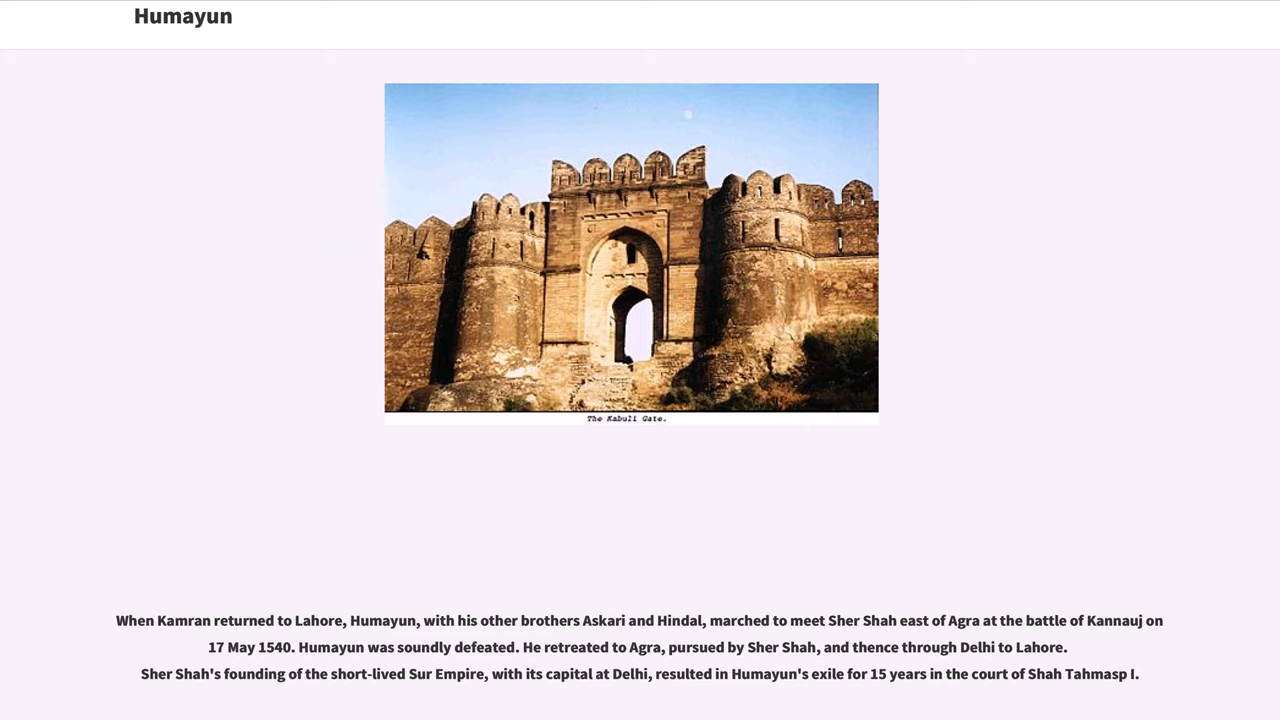 Humayun
The Kabuli Gate.
When Kamran returned to Lahore, Humayun, with his other brothers Askari and Hindal, marched to meet Sher Shah east of Agra at the battle of Kannauj on
17 May 1540. Humayun was soundly defeated. He retreated to Agra, pursued by Sher Shah, and thence through Delhi to Lahore.
Sher Shah's founding of the short-lived Sur Empire, with its capital at Delhi, resulted in Humayun's exile for 15 years in the court of Shah Tahmasp I.